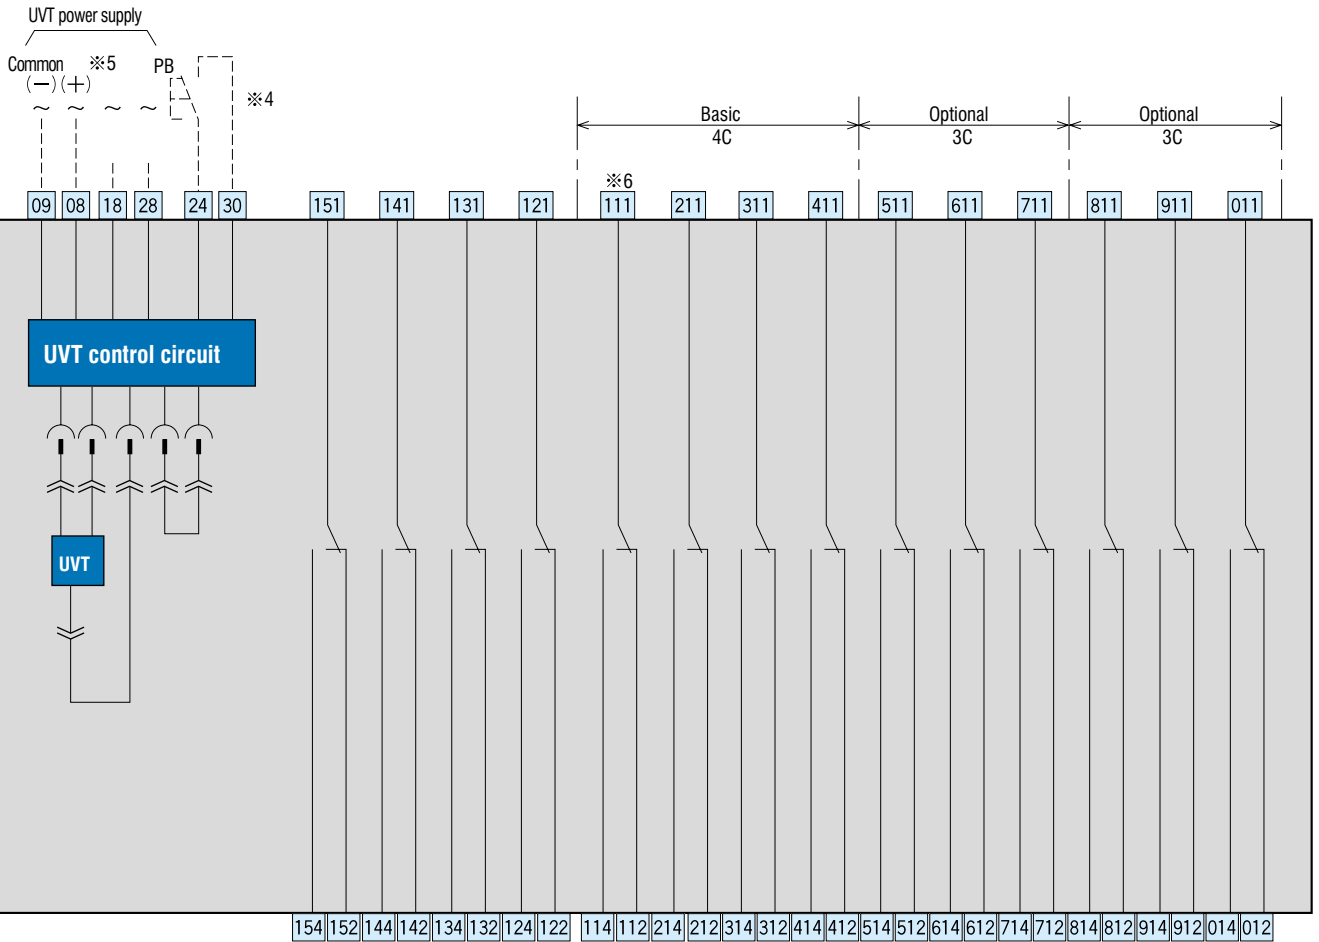 UVT power supply
Common ※5 PB
(−) (+)
~ ~ ~ ~ ※4
Basic Optional Optional
4C 3C 3C
※6
09 08 18 28 24 30 151 141 131 121 111 211 311 411 511 611 711 811 911 011
UVT control circuit
UVT
154 152 144 142 134 132 124 122 114 112 214 212 314 312 414 412 514 512 614 612 714 712 814 812 914 912 014 012